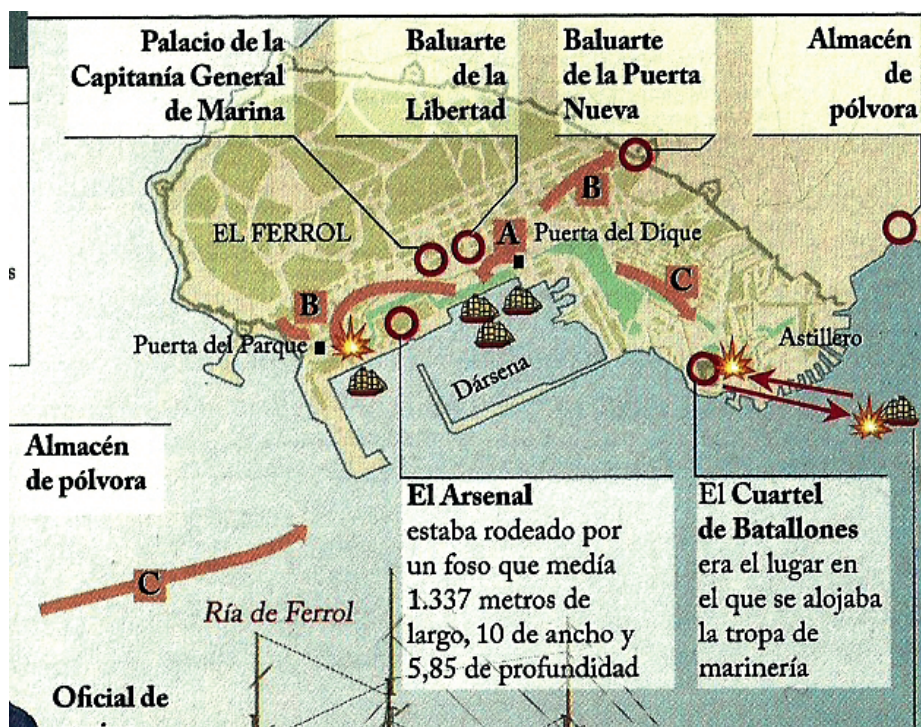 Palacio de la
Capitanía General
de Marina
Baluarte
de la
Libertad
Baluarte
de la Puerta
Nueva
Almacén
de
pólvora
B
EL FERROL
A
Puerta del Dique
C
B
Puerta del Parque
Astillero
s
Dársena
Almacén
de pólvora
C
Ría de Ferrol
El Arsenal
estaba rodeado por
un foso que medía
1.337 metros de
largo, 10 de ancho y
5,85 de profundidad
El Cuartel
de Batallones
era el lugar en
el que se alojaba
la tropa de
marinería
Oficial de